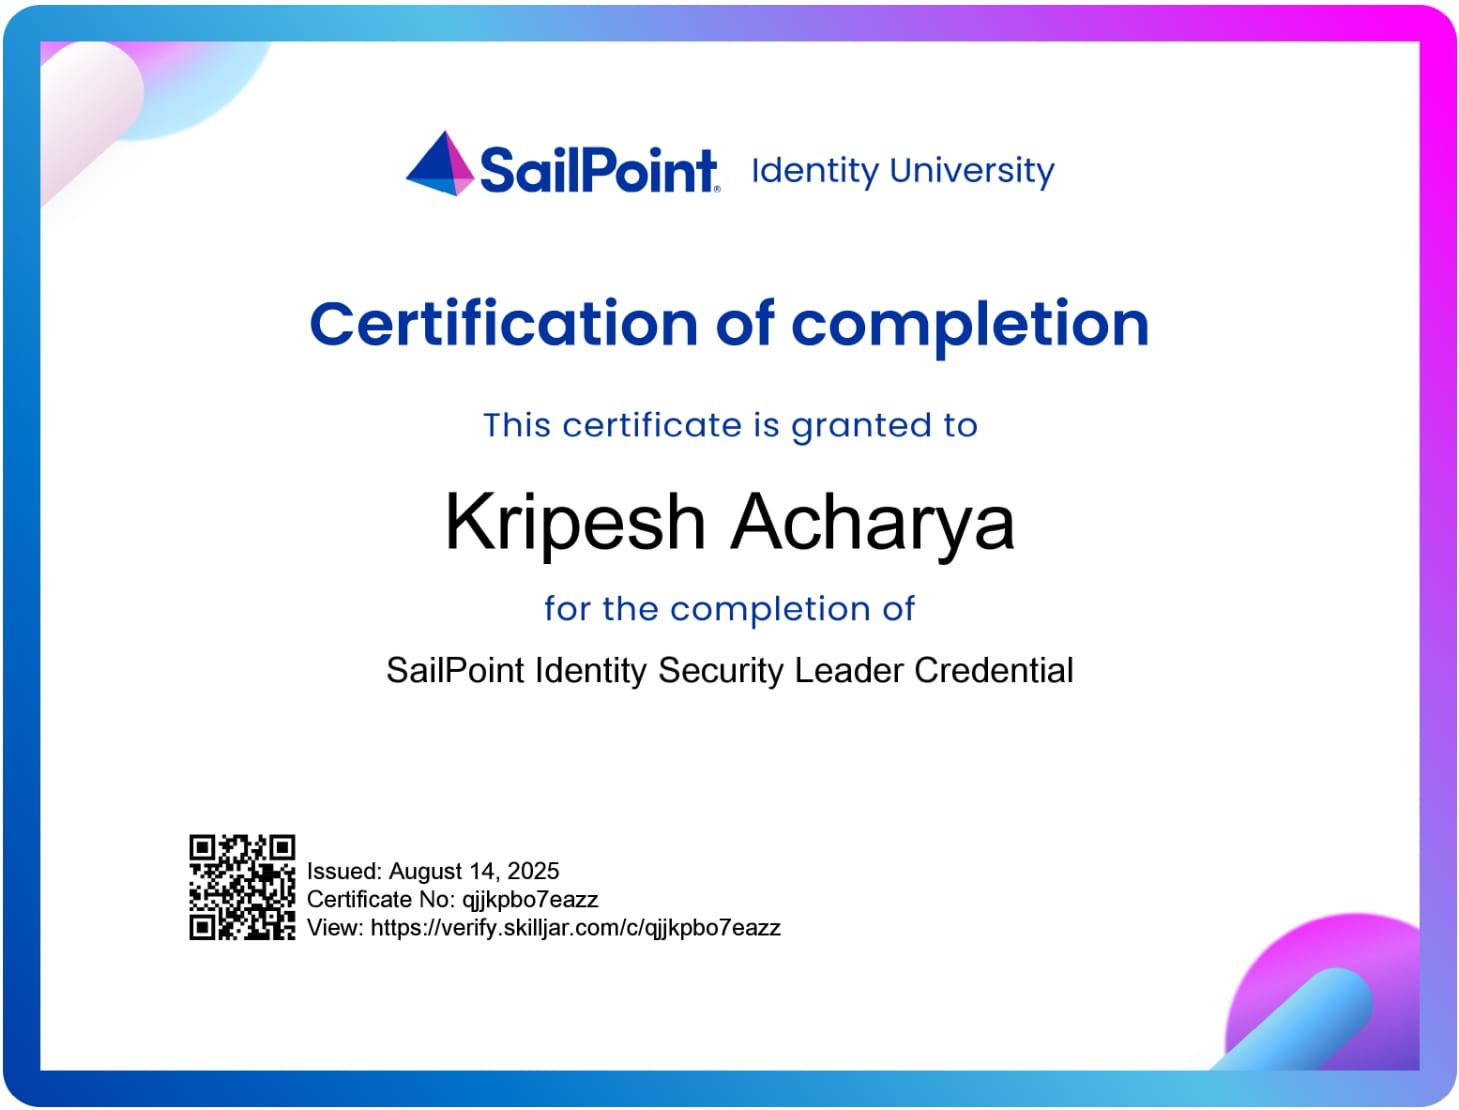 SailPoint® Identity University
Certification of completion
This certificate is granted to
Kripesh Acharya
for the completion of
SailPoint Identity Security Leader Credential
Issued: August 14, 2025
Certificate No: qjjkpbo7eazz
View: https://verify.skilljar.com/c/qjjkpbo7eazz